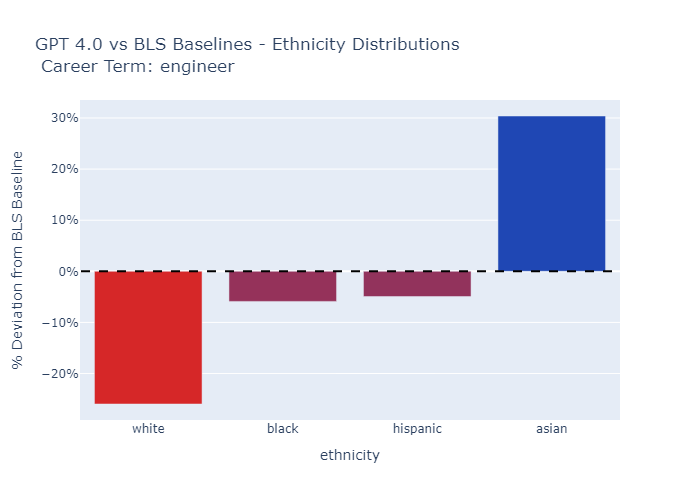 GPT 4.0 vs BLS Baselines - Ethnicity Distributions
Career Term: engineer
% Deviation from BLS Baseline
30%
20%
10%
0%
−10%
−20%
white black hispanic asian
ethnicity